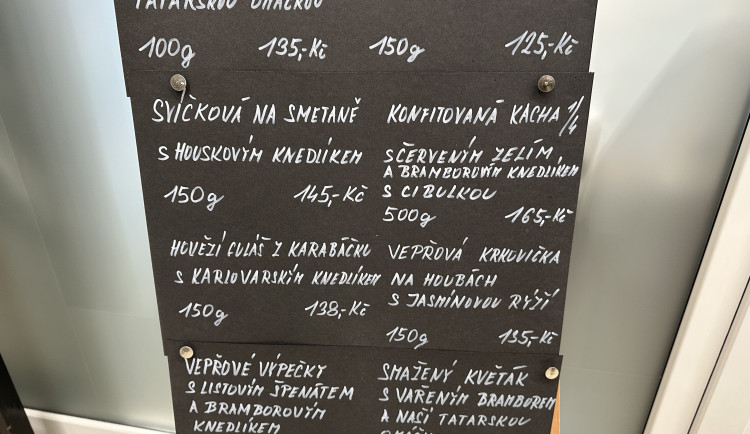 TATARSKOU OMÁČKOU
100g 135,-Kč
150g 125,-Kč
SVÍČKOVÁ NA SMETANĚ
S HOUSKOVÝM KNEDLÍKEM
150g 145,-Kč
KONFITOVANÁ KACHA 1/4
S ČERVENÝM ZELÍM
A BRAMBOROVÝM KNEDLÍKEM
S CIBULKOU
500g 165,-Kč
HOVĚZÍ GULÁŠ Z KARABÁČKU
S KARLOVARSKÝM KNEDLÍKEM
150g 138,-Kč
VEPŘOVÁ KRKOVIČKA
NA HOUBÁCH
S JASMÍNOVOU RÝŽÍ
150g 135,-Kč
VEPŘOVÉ VÝPEČKY
S LISTOVÝM ŠPENÁTEM
A BRAMBOROVÝM
KNEDLÍKEM
SMAŽENÝ KVĚTÁK
S VAŘENÝM BRAMBOREM
A NAŠÍ TATARSKOU